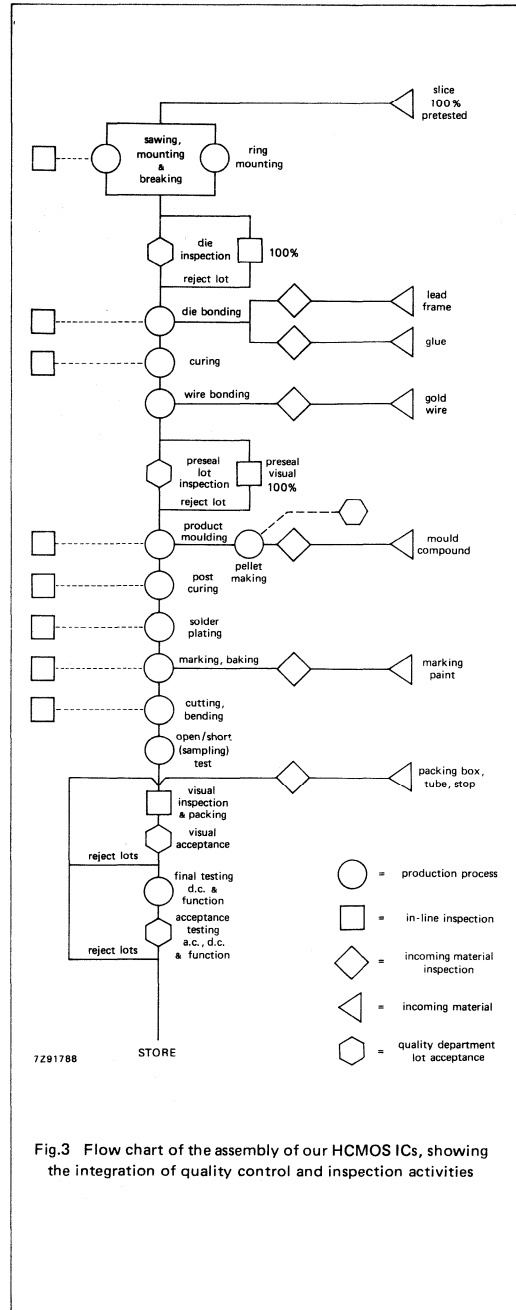 slice
100%
pretested
sawing,
mounting
&
breaking
ring
mounting
die
inspection
100%
reject lot
die bonding
lead
frame
glue
curing
wire bonding
gold
wire
preseal
lot
inspection
preseal
visual
100%
reject lot
product
moulding
pellet
making
mould
compound
post
curing
solder
plating
marking, baking
marking
paint
cutting,
bending
open/short
(sampling)
test
packing box,
tube, stop
visual
inspection
& packing
visual
acceptance
reject lots
final testing
d.c. &
function
acceptance
testing
a.c., d.c.
& function
reject lots
= production process
= in-line inspection
= incoming material
inspection
= incoming material
= quality department
lot acceptance
7Z91788
STORE
Fig.3 Flow chart of the assembly of our HCMOS ICs, showing
the integration of quality control and inspection activities